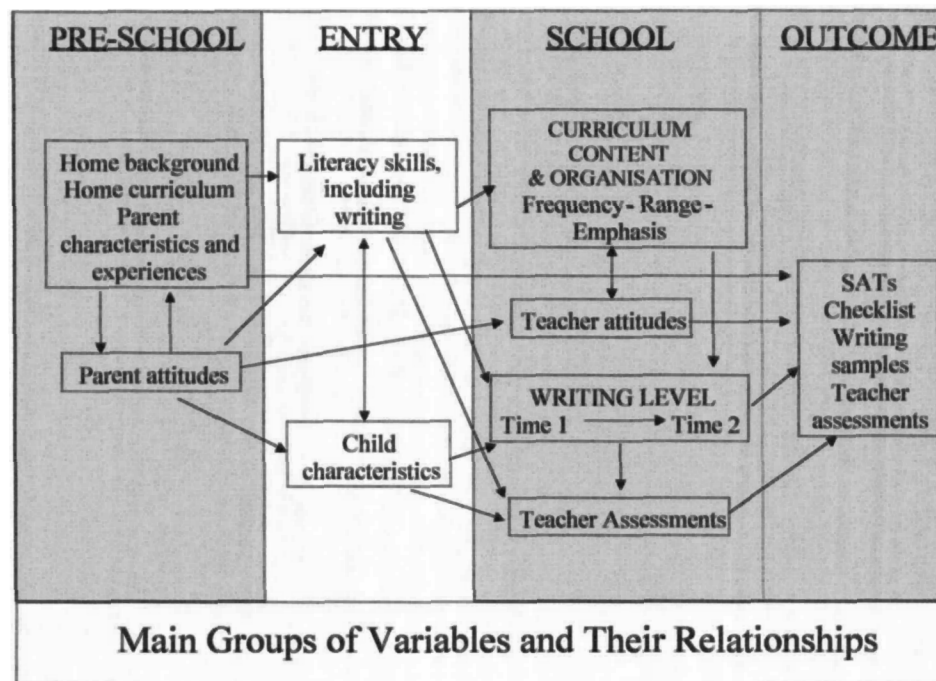 PRE-SCHOOL
ENTRY
SCHOOL
OUTCOME
Home background
Home curriculum
Parent
characteristics and
experiences
Parent attitudes
Literacy skills,
including
writing
Child
characteristics
CURRICULUM
CONTENT
& ORGANISATION
Frequency - Range -
Emphasis
Teacher attitudes
WRITING LEVEL
Time 1 Time 2
Teacher Assessments
SATs
Checklist
Writing
samples
Teacher
assessments
Main Groups of Variables and Their Relationships